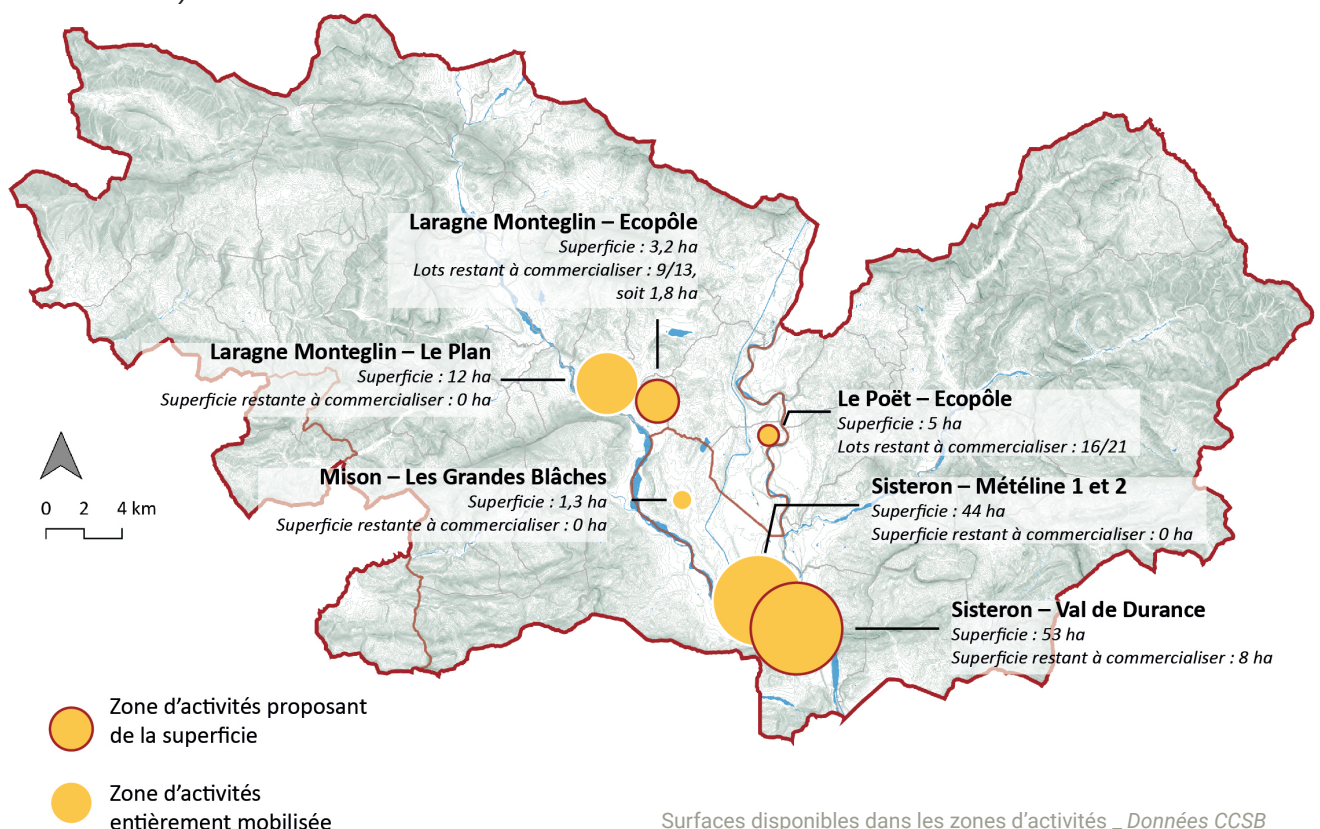 Laragne Monteglin – Ecopôle
Superficie : 3,2 ha
Lots restant à commercialiser : 9/13,
soit 1,8 ha
Laragne Monteglin – Le Plan
Superficie : 12 ha
Superficie restante à commercialiser : 0 ha
Le Poët – Ecopôle
Superficie : 5 ha
Lots restant à commercialiser : 16/21
Mison – Les Grandes Blâches
Superficie : 1,3 ha
Superficie restante à commercialiser : 0 ha
Sisteron – Météline 1 et 2
Superficie : 44 ha
Superficie restant à commercialiser : 0 ha
0 2 4 km
Sisteron – Val de Durance
Superficie : 53 ha
Superficie restant à commercialiser : 8 ha
Zone d’activités proposant
de la superficie
Zone d’activités
entièrement mobilisée
Surfaces disponibles dans les zones d’activités _ Données CCSB